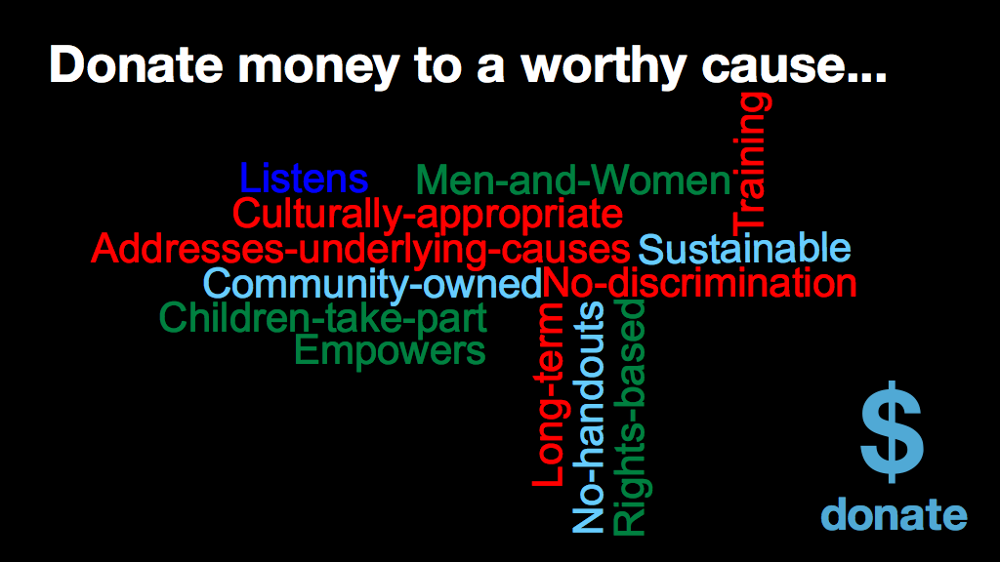 Donate money to a worthy cause...
Training
Listens
Men-and-Women
Culturally-appropriate
Addresses-underlying-causes
Sustainable
Community-owned
No-discrimination
Children-take-part
Empowers
Long-term
No-handouts
Rights-based
$
donate